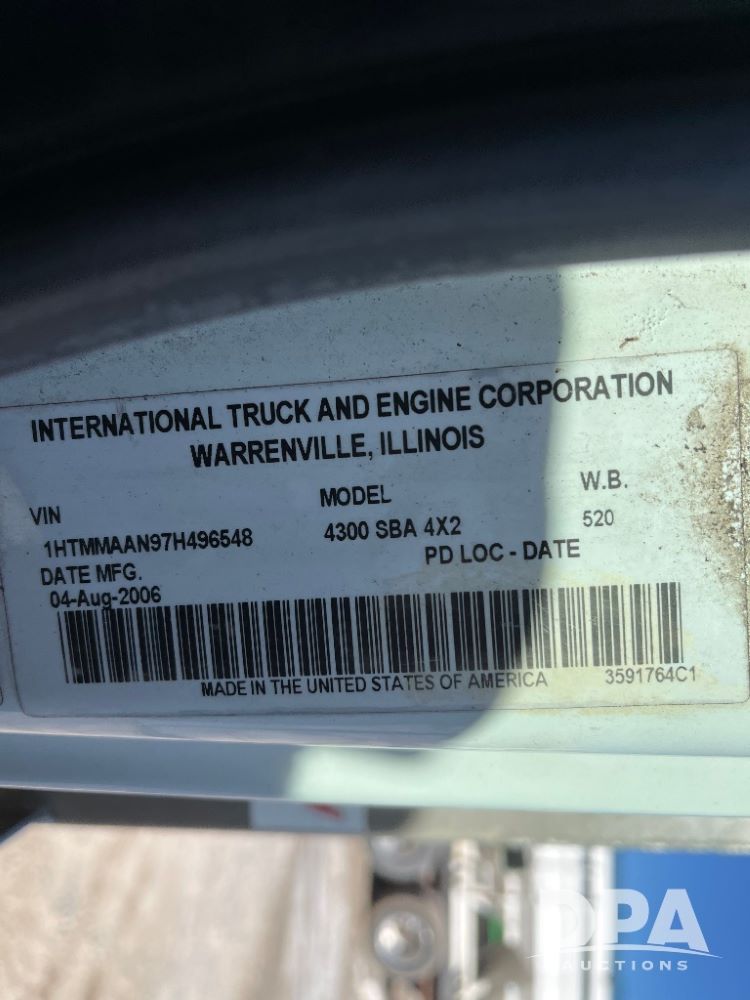 INTERNATIONAL TRUCK AND ENGINE CORPORATION
WARRENVILLE, ILLINOIS
VIN MODEL W.B.
1HTMMAAN97H496548 4300 SBA 4X2 520
DATE MFG. PD LOC - DATE
04-Aug-2006
MADE IN THE UNITED STATES OF AMERICA 3591764C1
DPA
AUCTIONS